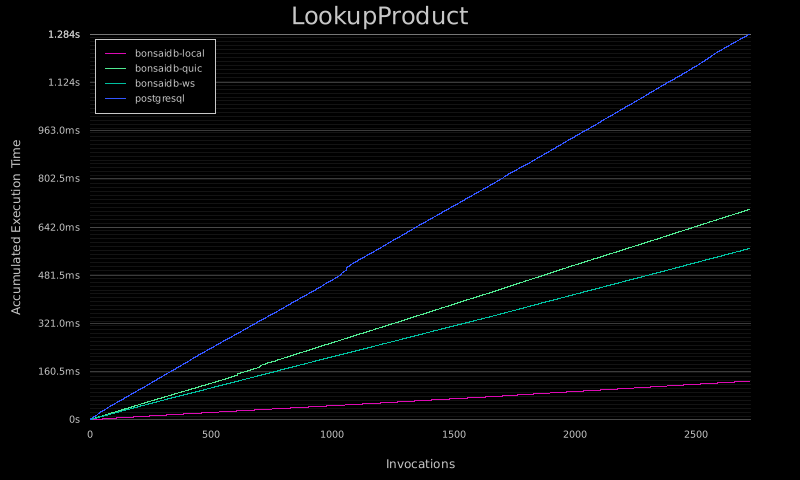 LookupProduct
1.284s
1.124s
963.0ms
802.5ms
642.0ms
481.5ms
321.0ms
160.5ms
0s
Accumulated Execution Time
bonsaidb-local
bonsaidb-quic
bonsaidb-ws
postgresql
0 500 1000 1500 2000 2500
Invocations